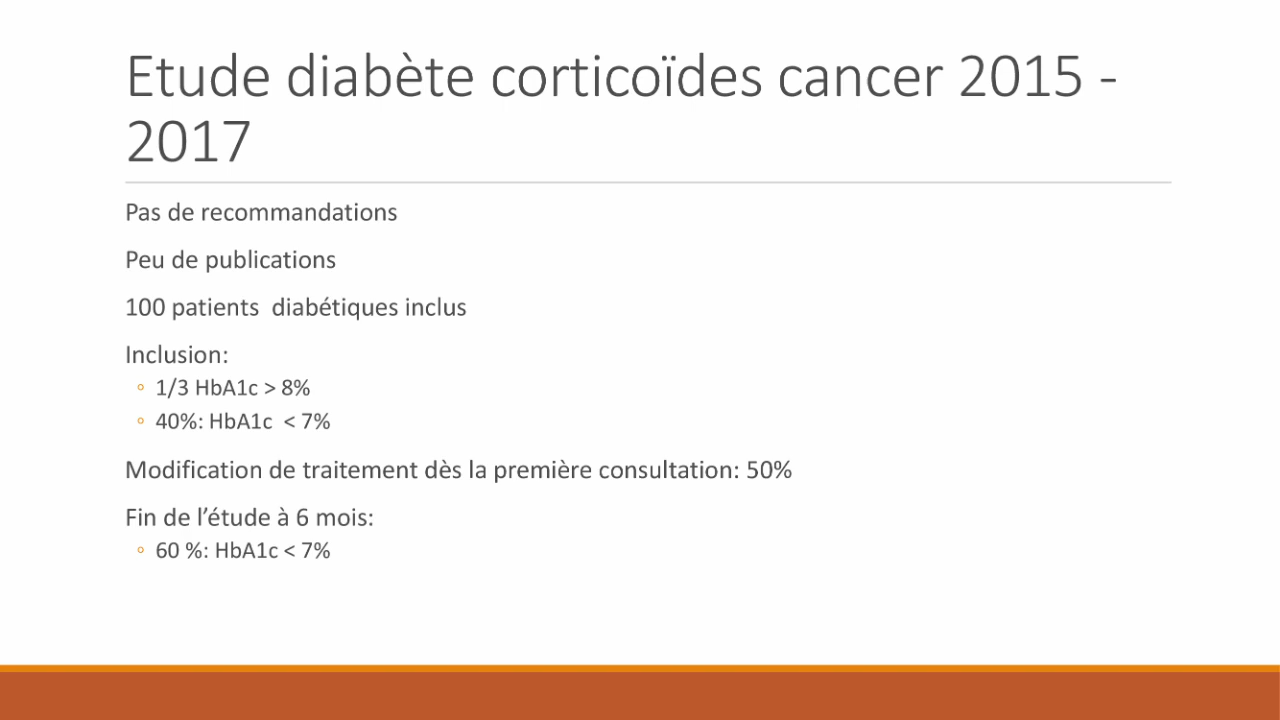 Etude diabète corticoïdes cancer 2015 -
2017
Pas de recommandations
Peu de publications
100 patients  diabétiques inclus
Inclusion:
◦ 1/3 HbA1c > 8%
◦ 40%: HbA1c  < 7%
Modification de traitement dès la première consultation: 50%
Fin de l’étude à 6 mois:
◦ 60 %: HbA1c < 7%